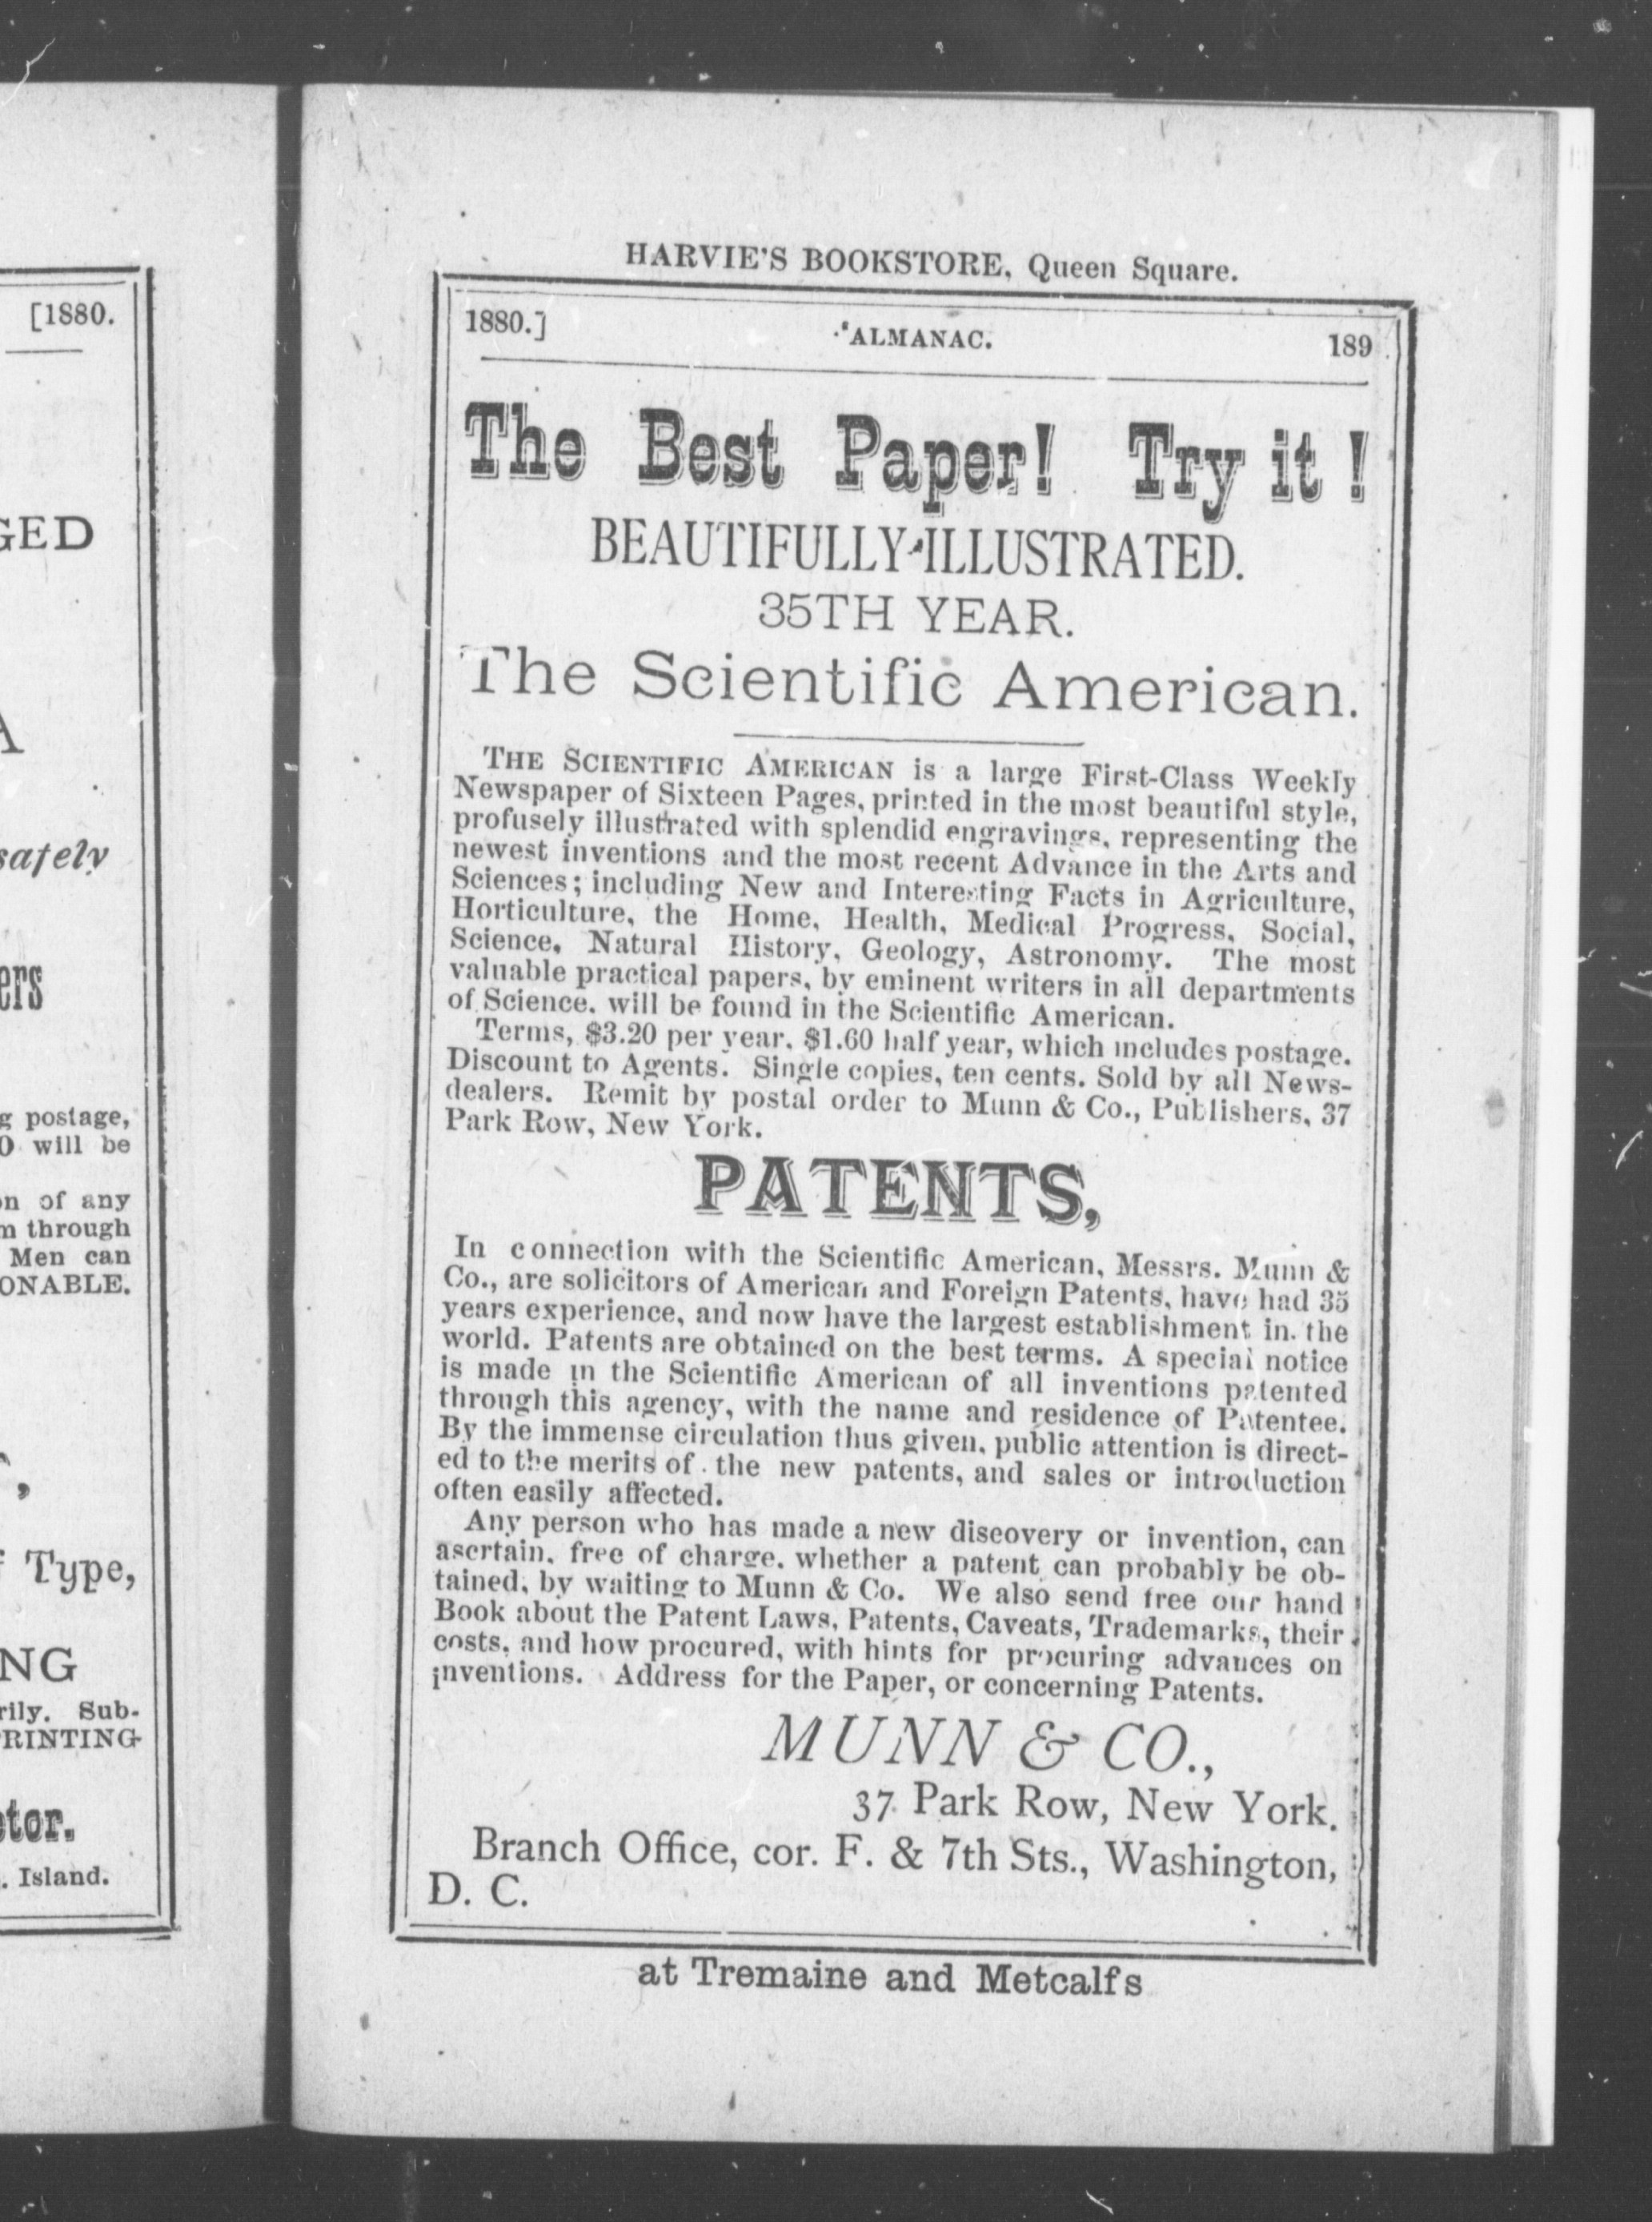 [1880.
GED
A
safely
ers
g postage,
0 will be
on of any
m through
Men can
ONABLE.
,
Type,
NG
rily. Sub-
PRINTING
etor.
. Island.
HARVIE'S BOOKSTORE, Queen Square.
1880.] ALMANAC. 189
The Best Paper! Try it!
BEAUTIFULLY ILLUSTRATED.
35TH YEAR.
The Scientific American.
THE SCIENTIFIC AMERICAN is a large First-Class Weekly
Newspaper of Sixteen Pages, printed in the most beautiful style,
profusely illustrated with splendid engravings, representing the
newest inventions and the most recent Advance in the Arts and
Sciences; including New and Interesting Facts in Agriculture,
Horticulture, the Home, Health, Medical Progress, Social,
Science, Natural History, Geology, Astronomy. The most
valuable practical papers, by eminent writers in all departments
of Science. will be found in the Scientific American.
Terms, $3.20 per year, $1.60 half year, which includes postage.
Discount to Agents. Single copies, ten cents. Sold by all News-
dealers. Remit by postal order to Munn & Co., Publishers, 37
Park Row, New York.
PATENTS,
In connection with the Scientific American, Messrs. Munn &
Co., are solicitors of American and Foreign Patents, have had 35
years experience, and now have the largest establishment in. the
world. Patents are obtained on the best terms. A special notice
is made in the Scientific American of all inventions patented
through this agency, with the name and residence of Patentee.
By the immense circulation thus given, public attention is direct-
ed to the merits of the new patents, and sales or introduction
often easily affected.
Any person who has made a new discovery or invention, can
ascrtain, free of charge, whether a patent can probably be ob-
tained, by waiting to Munn & Co. We also send free our hand
Book about the Patent Laws, Patents, Caveats, Trademarks, their
costs, and how procured, with hints for procuring advances on
inventions. Address for the Paper, or concerning Patents.
MUNN & CO.,
37 Park Row, New York.
Branch Office, cor. F. & 7th Sts., Washington,
D. C.
at Tremaine and Metcalfs